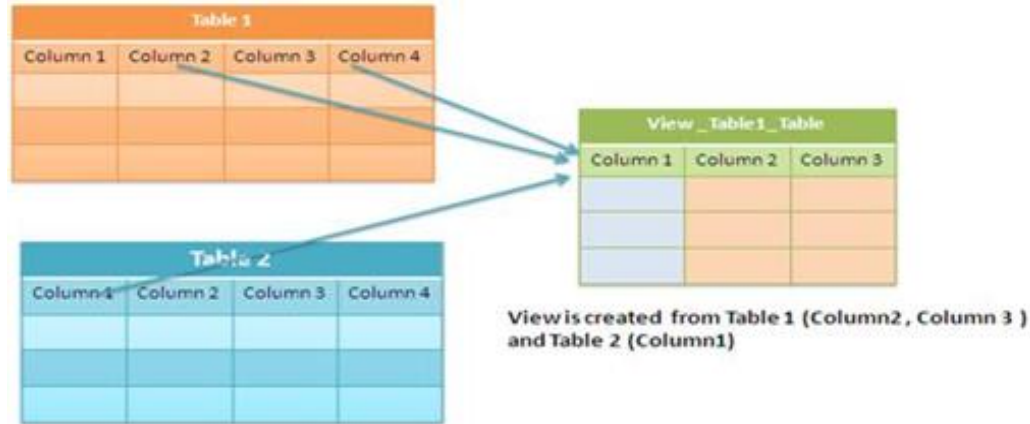 Table 1
Column 1 Column 2 Column 3 Column 4
View_Table1_Table
Column 1 Column 2 Column 3
Table 2
Column 1 Column 2 Column 3 Column 4
View is created from Table 1 (Column2 , Column 3 )
and Table 2 (Column1)